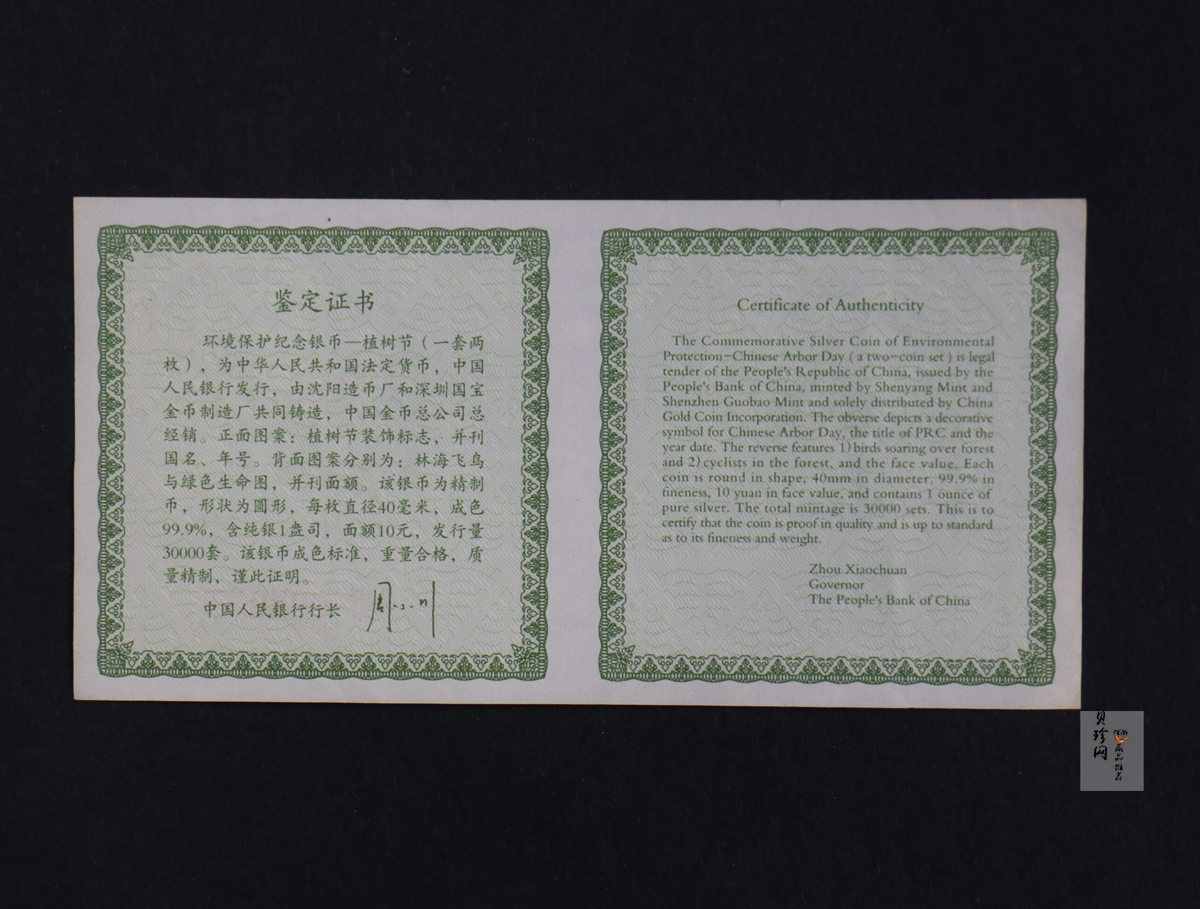 鉴定证书
环境保护纪念银币—植树节（一套两
枚），为中华人民共和国法定货币，中国
人民银行发行，由沈阳造币厂和深圳国宝
金币制造厂共同铸造，中国金币总公司总
经销。正面图案：植树节装饰标志，并刊
国名、年号。背面图案分别为：林海飞鸟
与绿色生命图，并刊面额。该银币为精制
币，形状为圆形，每枚直径40毫米，成色
99.9%，含纯银1盎司，面额10元，发行量
30000套。该银币成色标准，重量合格，质
量精制，谨此证明。
中国人民银行行长 周小川
Certificate of Authenticity
The Commemorative Silver Coin of Environmental
Protection—Chinese Arbor Day (a two-coin set) is legal
tender of the People's Republic of China, issued by the
People's Bank of China, minted by Shenyang Mint and
Shenzhen Guobao Mint and solely distributed by China
Gold Coin Incorporation. The obverse depicts a decorative
symbol for Chinese Arbor Day, the title of PRC and the
year date. The reverse features 1) birds soaring over forest
and 2) cyclists in the forest, and the face value. Each
coin is round in shape, 40mm in diameter, 99.9% in
fineness, 10 yuan in face value, and contains 1 ounce of
pure silver. The total mintage is 30000 sets. This is to
certify that the coin is proof in quality and is up to standard
as to its fineness and weight.
Zhou Xiaochuan
Governor
The People's Bank of China
贝珍网
藏品推荐